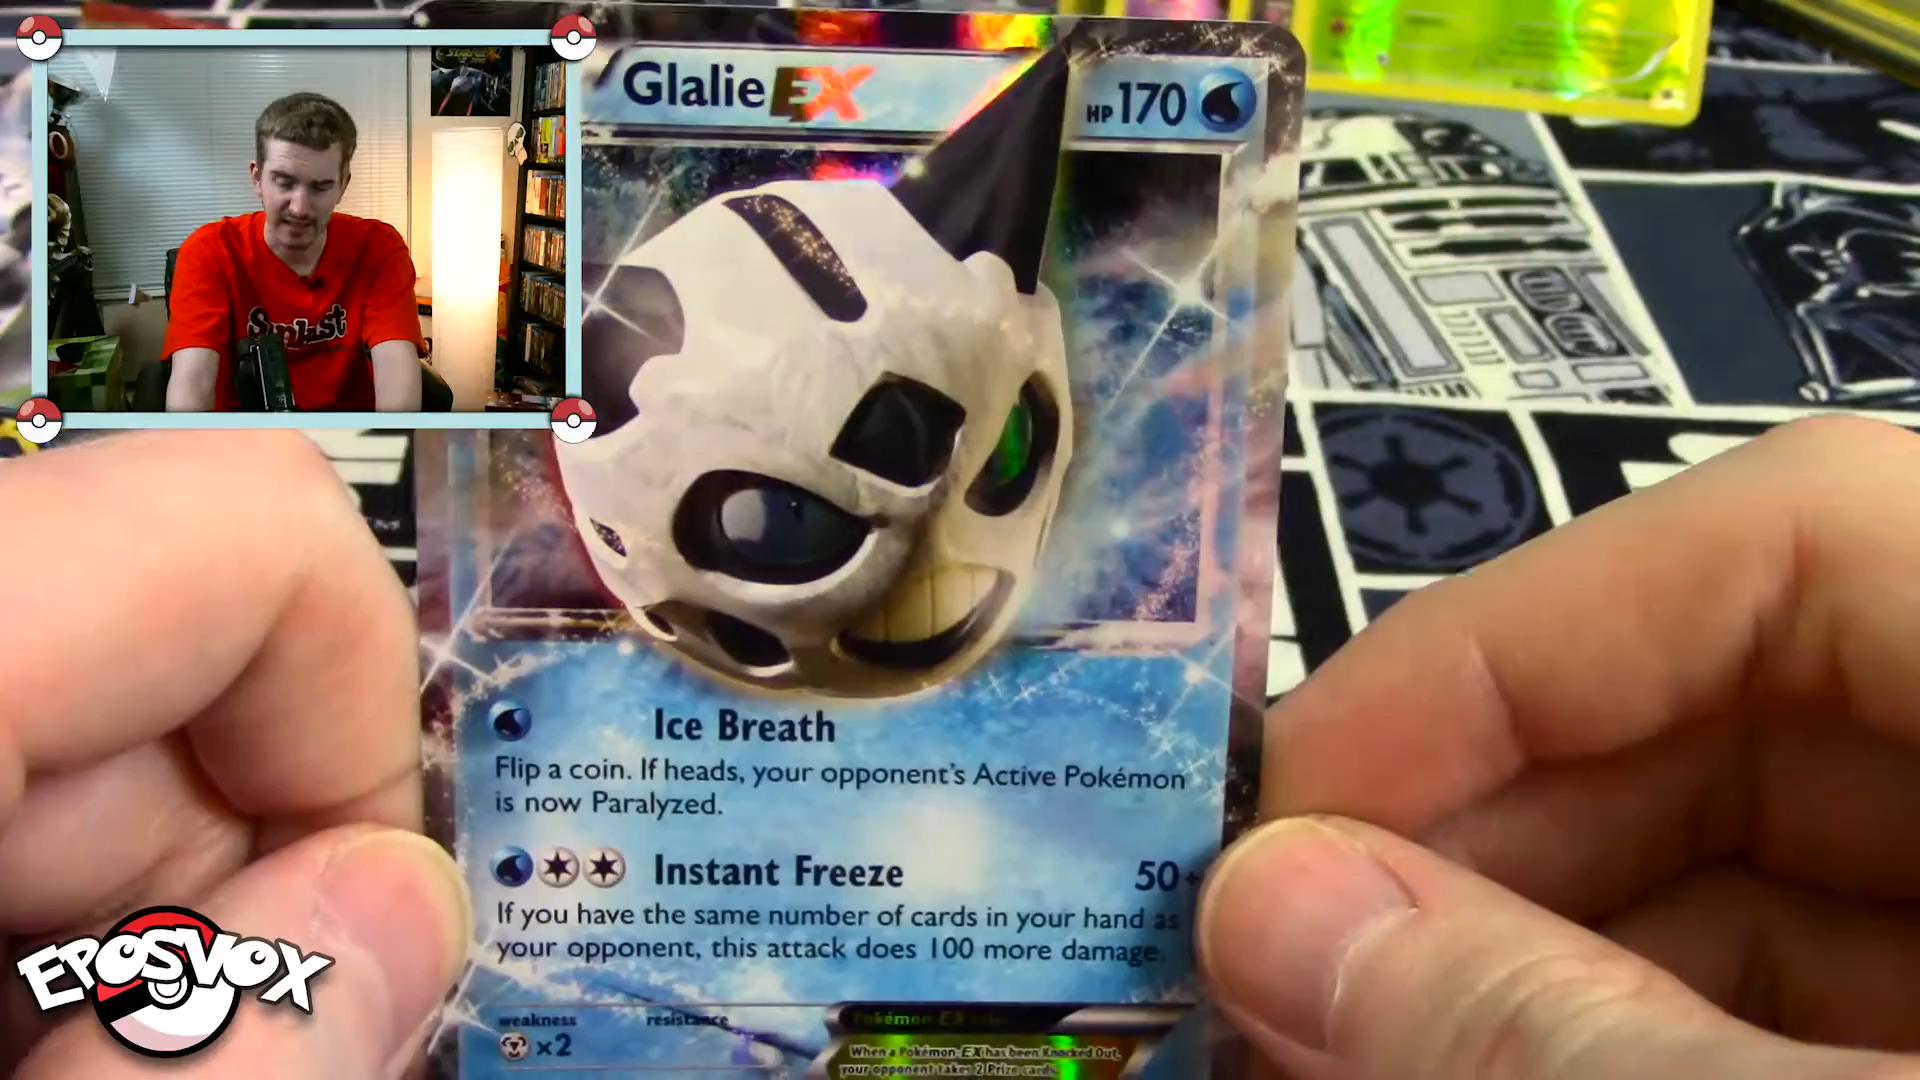 Glalie EX
HP 170
Ice Breath
Flip a coin. If heads, your opponent's Active Pokémon
is now Paralyzed.
Instant Freeze 50+
If you have the same number of cards in your hand as
your opponent, this attack does 100 more damage.
weakness resistance
x2
Pokémon EX rule
When a Pokémon-EX has been Knocked Out,
your opponent takes 2 Prize cards.
EPOSVOX